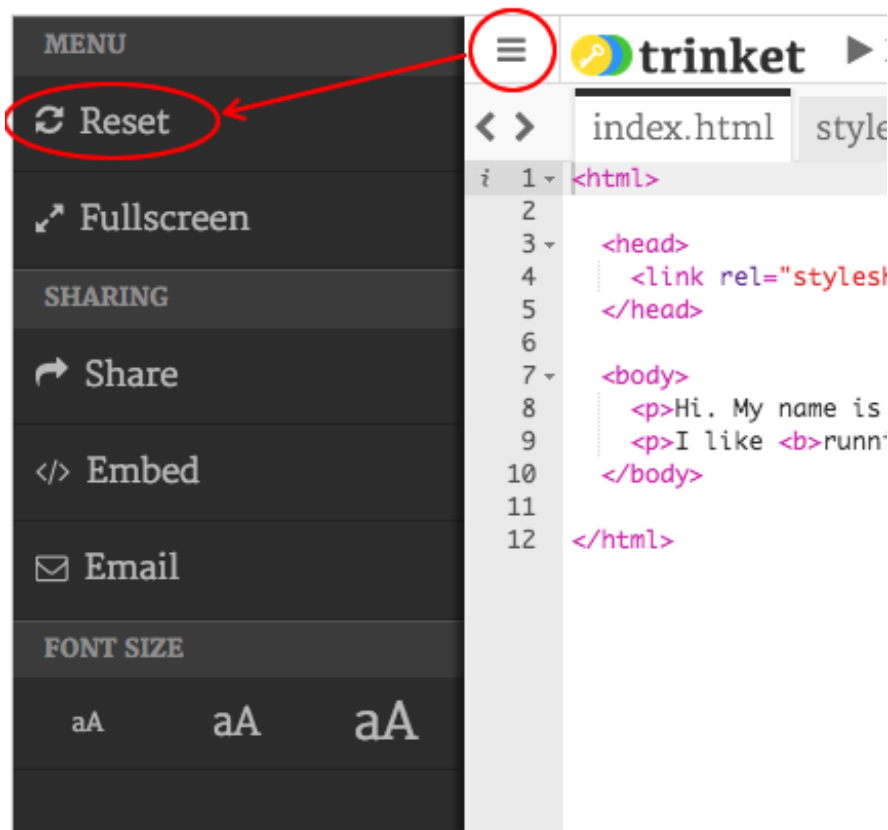 MENU
Reset
Fullscreen
SHARING
Share
</> Embed
Email
FONT SIZE
aA aA aA
trinket
index.html
i 1 <html>
2
3 <head>
4 <link rel="
5 </head>
6
7 <body>
8 <p>Hi. My name is
9 <p>I like <b>
10 </body>
11
12 </html>